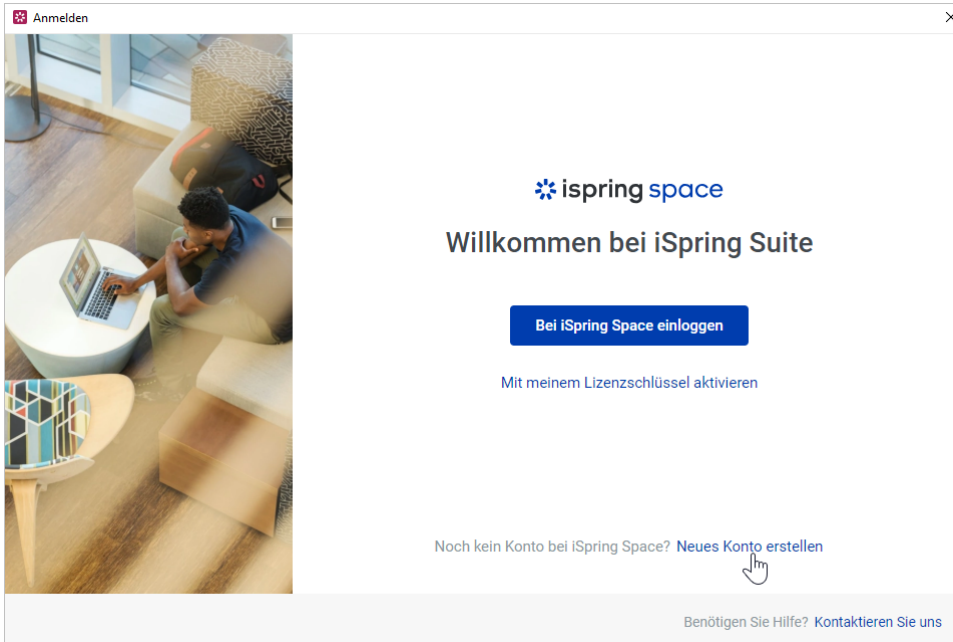 Anmelden
ispring space
Willkommen bei iSpring Suite
Bei iSpring Space einloggen
Mit meinem Lizenzschlüssel aktivieren
Noch kein Konto bei iSpring Space? Neues Konto erstellen
Benötigen Sie Hilfe? Kontaktieren Sie uns